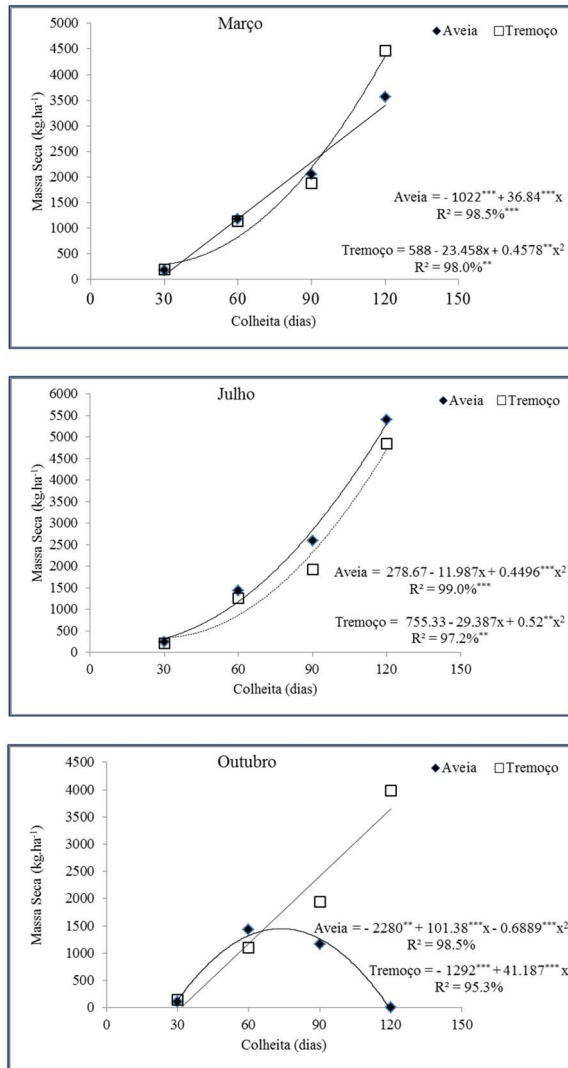 Março
Aveia Tremoço
5000
4500
4000
3500
3000
2500
2000
1500
1000
500
0
Massa Seca (kg.ha⁻¹)
Aveia = - 1022*** + 36.84***x
R² = 98.5%***
Tremoço = 588 - 23.458x + 0.4578**x²
R² = 98.0%**
0 30 60 90 120 150
Colheita (dias)
Julho
Aveia Tremoço
6000
5500
5000
4500
4000
3500
3000
2500
2000
1500
1000
500
0
Massa Seca (kg.ha⁻¹)
Aveia = 278.67 - 11.987x + 0.4496***x²
R² = 99.0%***
Tremoço = 755.33 - 29.387x + 0.52**x²
R² = 97.2%**
0 30 60 90 120 150
Colheita (dias)
Outubro
Aveia Tremoço
4500
4000
3500
3000
2500
2000
1500
1000
500
0
Massa Seca (kg.ha⁻¹)
Aveia = - 2280** + 101.38***x - 0.6889***x²
R² = 98.5%
Tremoço = - 1292*** + 41.187***x
R² = 95.3%
0 30 60 90 120 150
Colheita (dias)